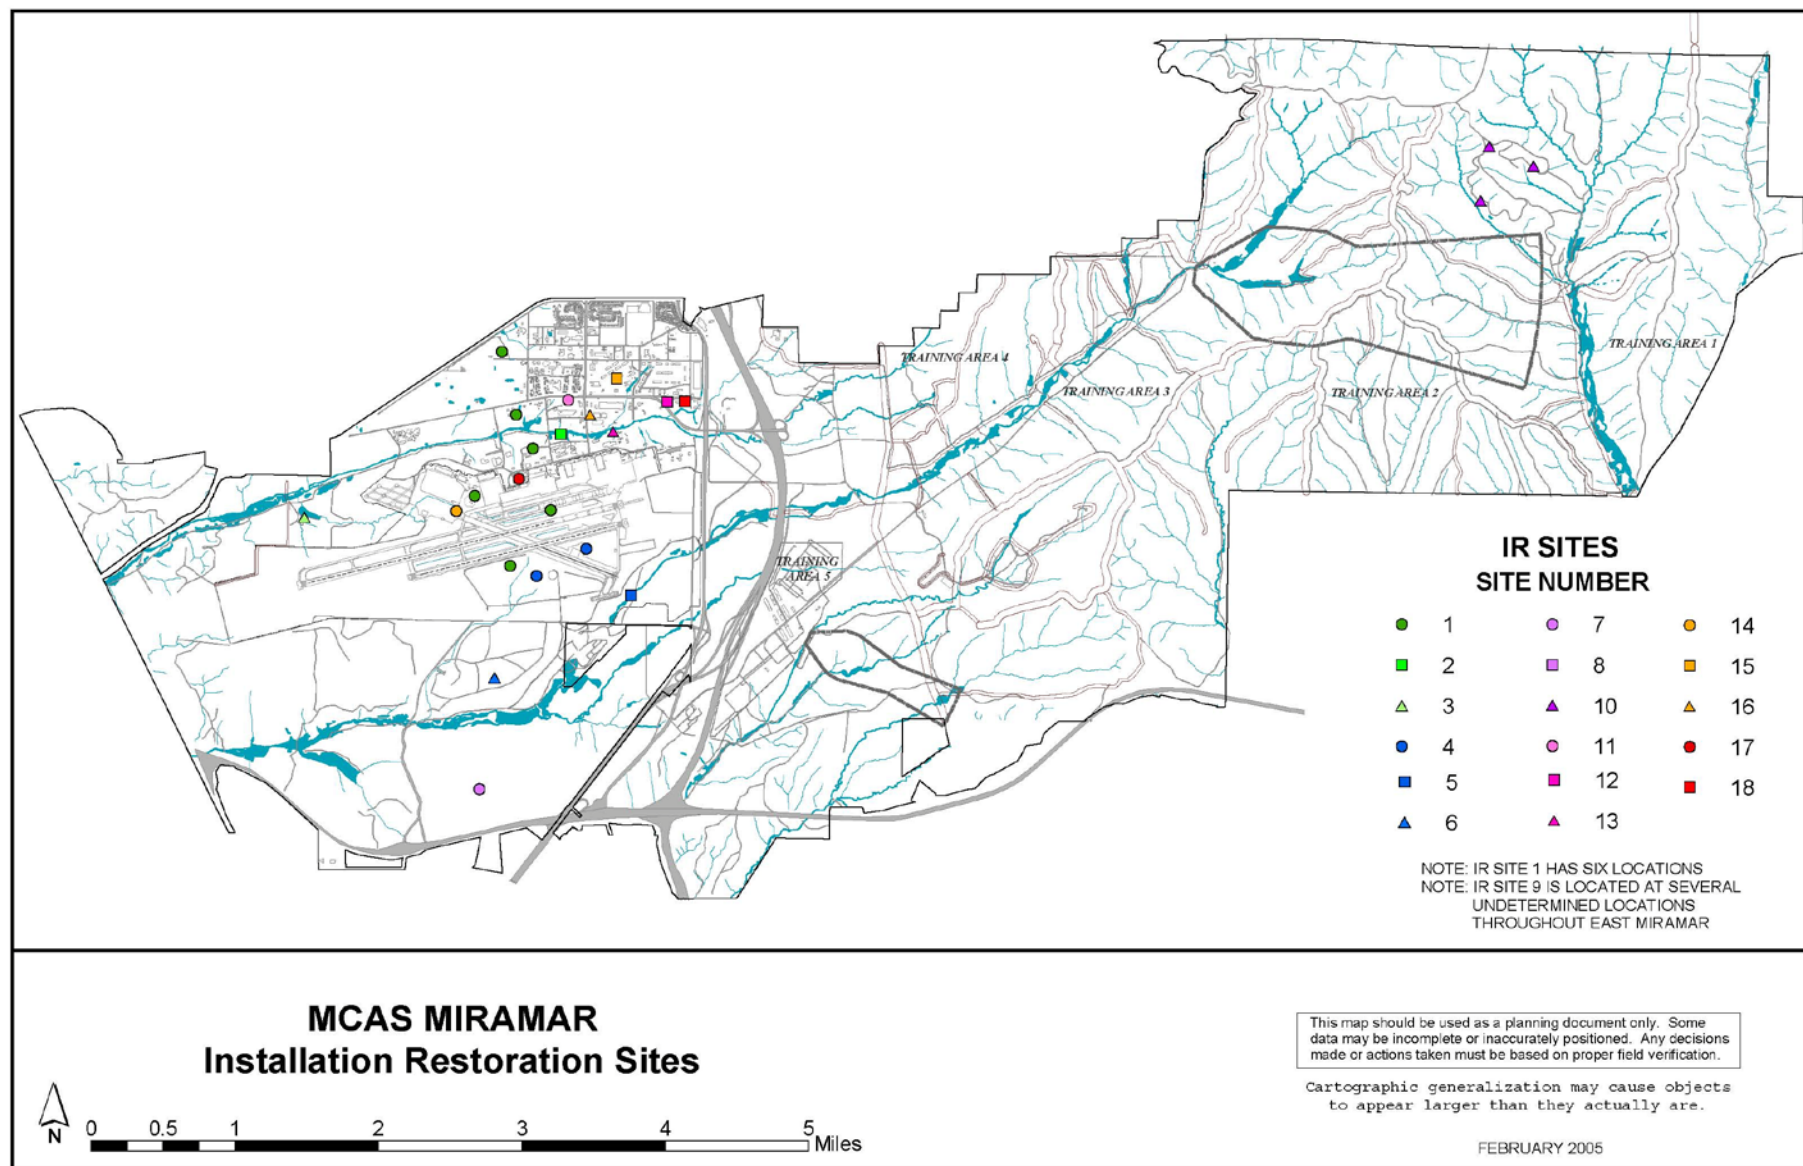 TRAINING AREA 4
TRAINING AREA 3
TRAINING AREA 2
TRAINING AREA 1
TRAINING
AREA 5
IR SITES
SITE NUMBER
1 7 14
2 8 15
3 10 16
4 11 17
5 12 18
6 13
NOTE: IR SITE 1 HAS SIX LOCATIONS
NOTE: IR SITE 9 IS LOCATED AT SEVERAL
UNDETERMINED LOCATIONS
THROUGHOUT EAST MIRAMAR
MCAS MIRAMAR
Installation Restoration Sites
N
0 0.5 1 2 3 4 5 Miles
This map should be used as a planning document only. Some
data may be incomplete or inaccurately positioned. Any decisions
made or actions taken must be based on proper field verification.
Cartographic generalization may cause objects
to appear larger than they actually are.
FEBRUARY 2005